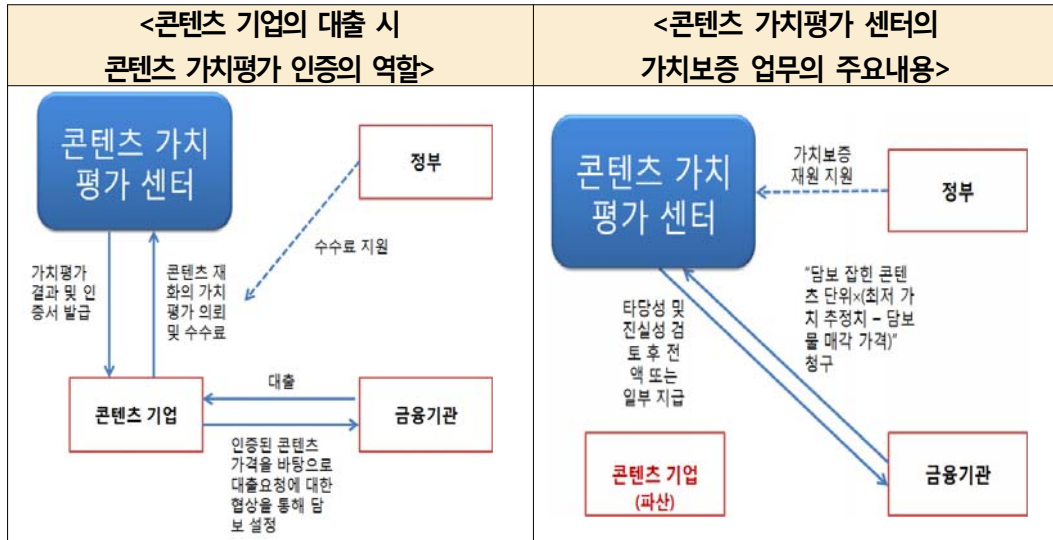 <콘텐츠 기업의 대출 시
콘텐츠 가치평가 인증의 역할>
콘텐츠 가치
평가 센터
정부
수수료 지원
가치평가
결과 및 인
증서 발급
콘텐츠 재
화의 가치
평가 의뢰
및 수수료
대출
콘텐츠 기업
금융기관
인증된 콘텐츠
가격을 바탕으로
대출요청에 대한
협상을 통해 담
보 설정
<콘텐츠 가치평가 센터의
가치보증 업무의 주요내용>
콘텐츠 가치
평가 센터
가치보증
재원 지원
정부
"담보 잡힌 콘텐
츠 단위×(최저 가
치 추정치 – 담보
물 매각 가격)"
청구
타당성 및
진실성 검
토 후 전
액 또는
일부 지급
콘텐츠 기업
(파산)
금융기관